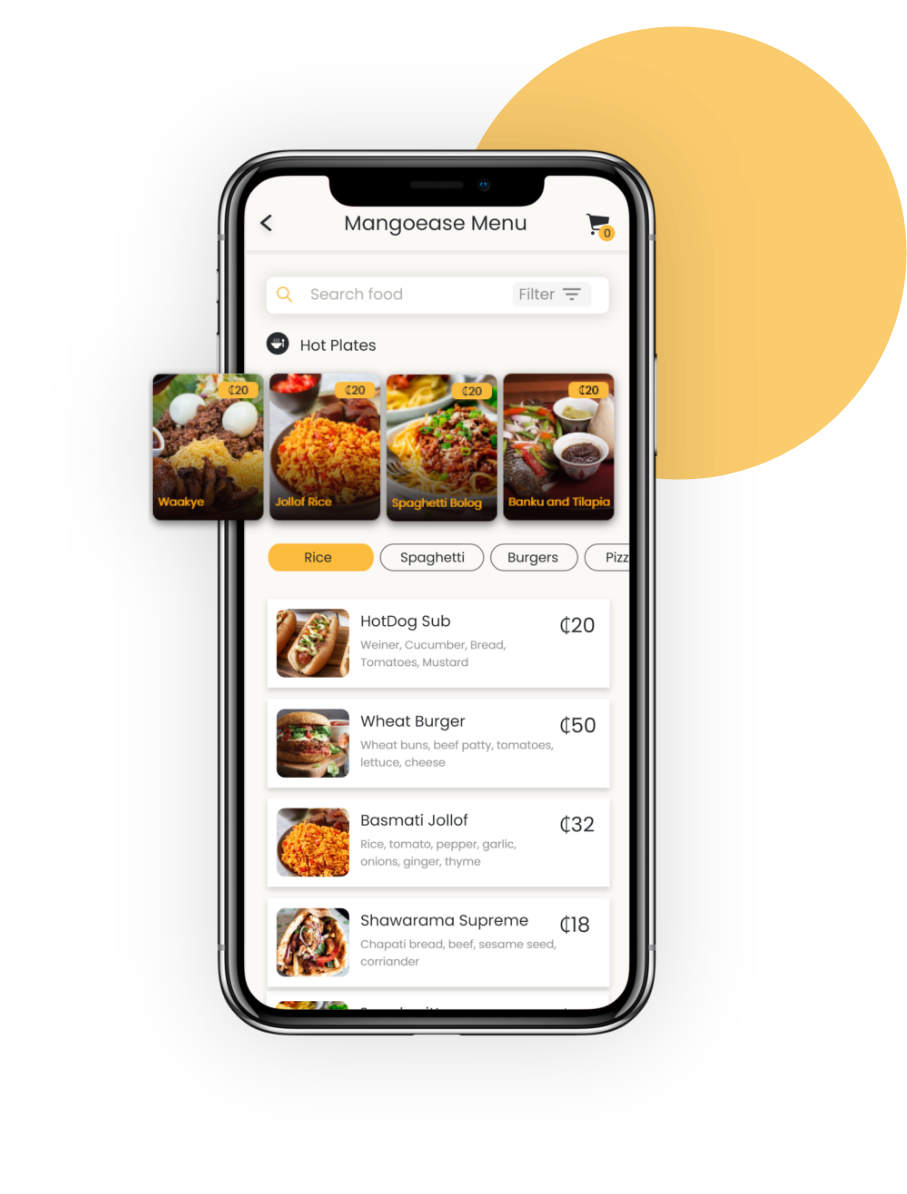 Mangoease Menu
0
Search food
Filter
Hot Plates
₵20
₵20
₵20
₵20
Waakye
Jollof Rice
Spaghetti Bolog
Banku and Tilapia
Rice
Spaghetti
Burgers
Pizz
HotDog Sub
₵20
Weiner, Cucumber, Bread,
Tomatoes, Mustard
Wheat Burger
₵50
Wheat buns, beef patty, tomatoes,
lettuce, cheese
Basmati Jollof
₵32
Rice, tomato, pepper, garlic,
onions, ginger, thyme
Shawarama Supreme
₵18
Chapati bread, beef, sesame seed,
corriander